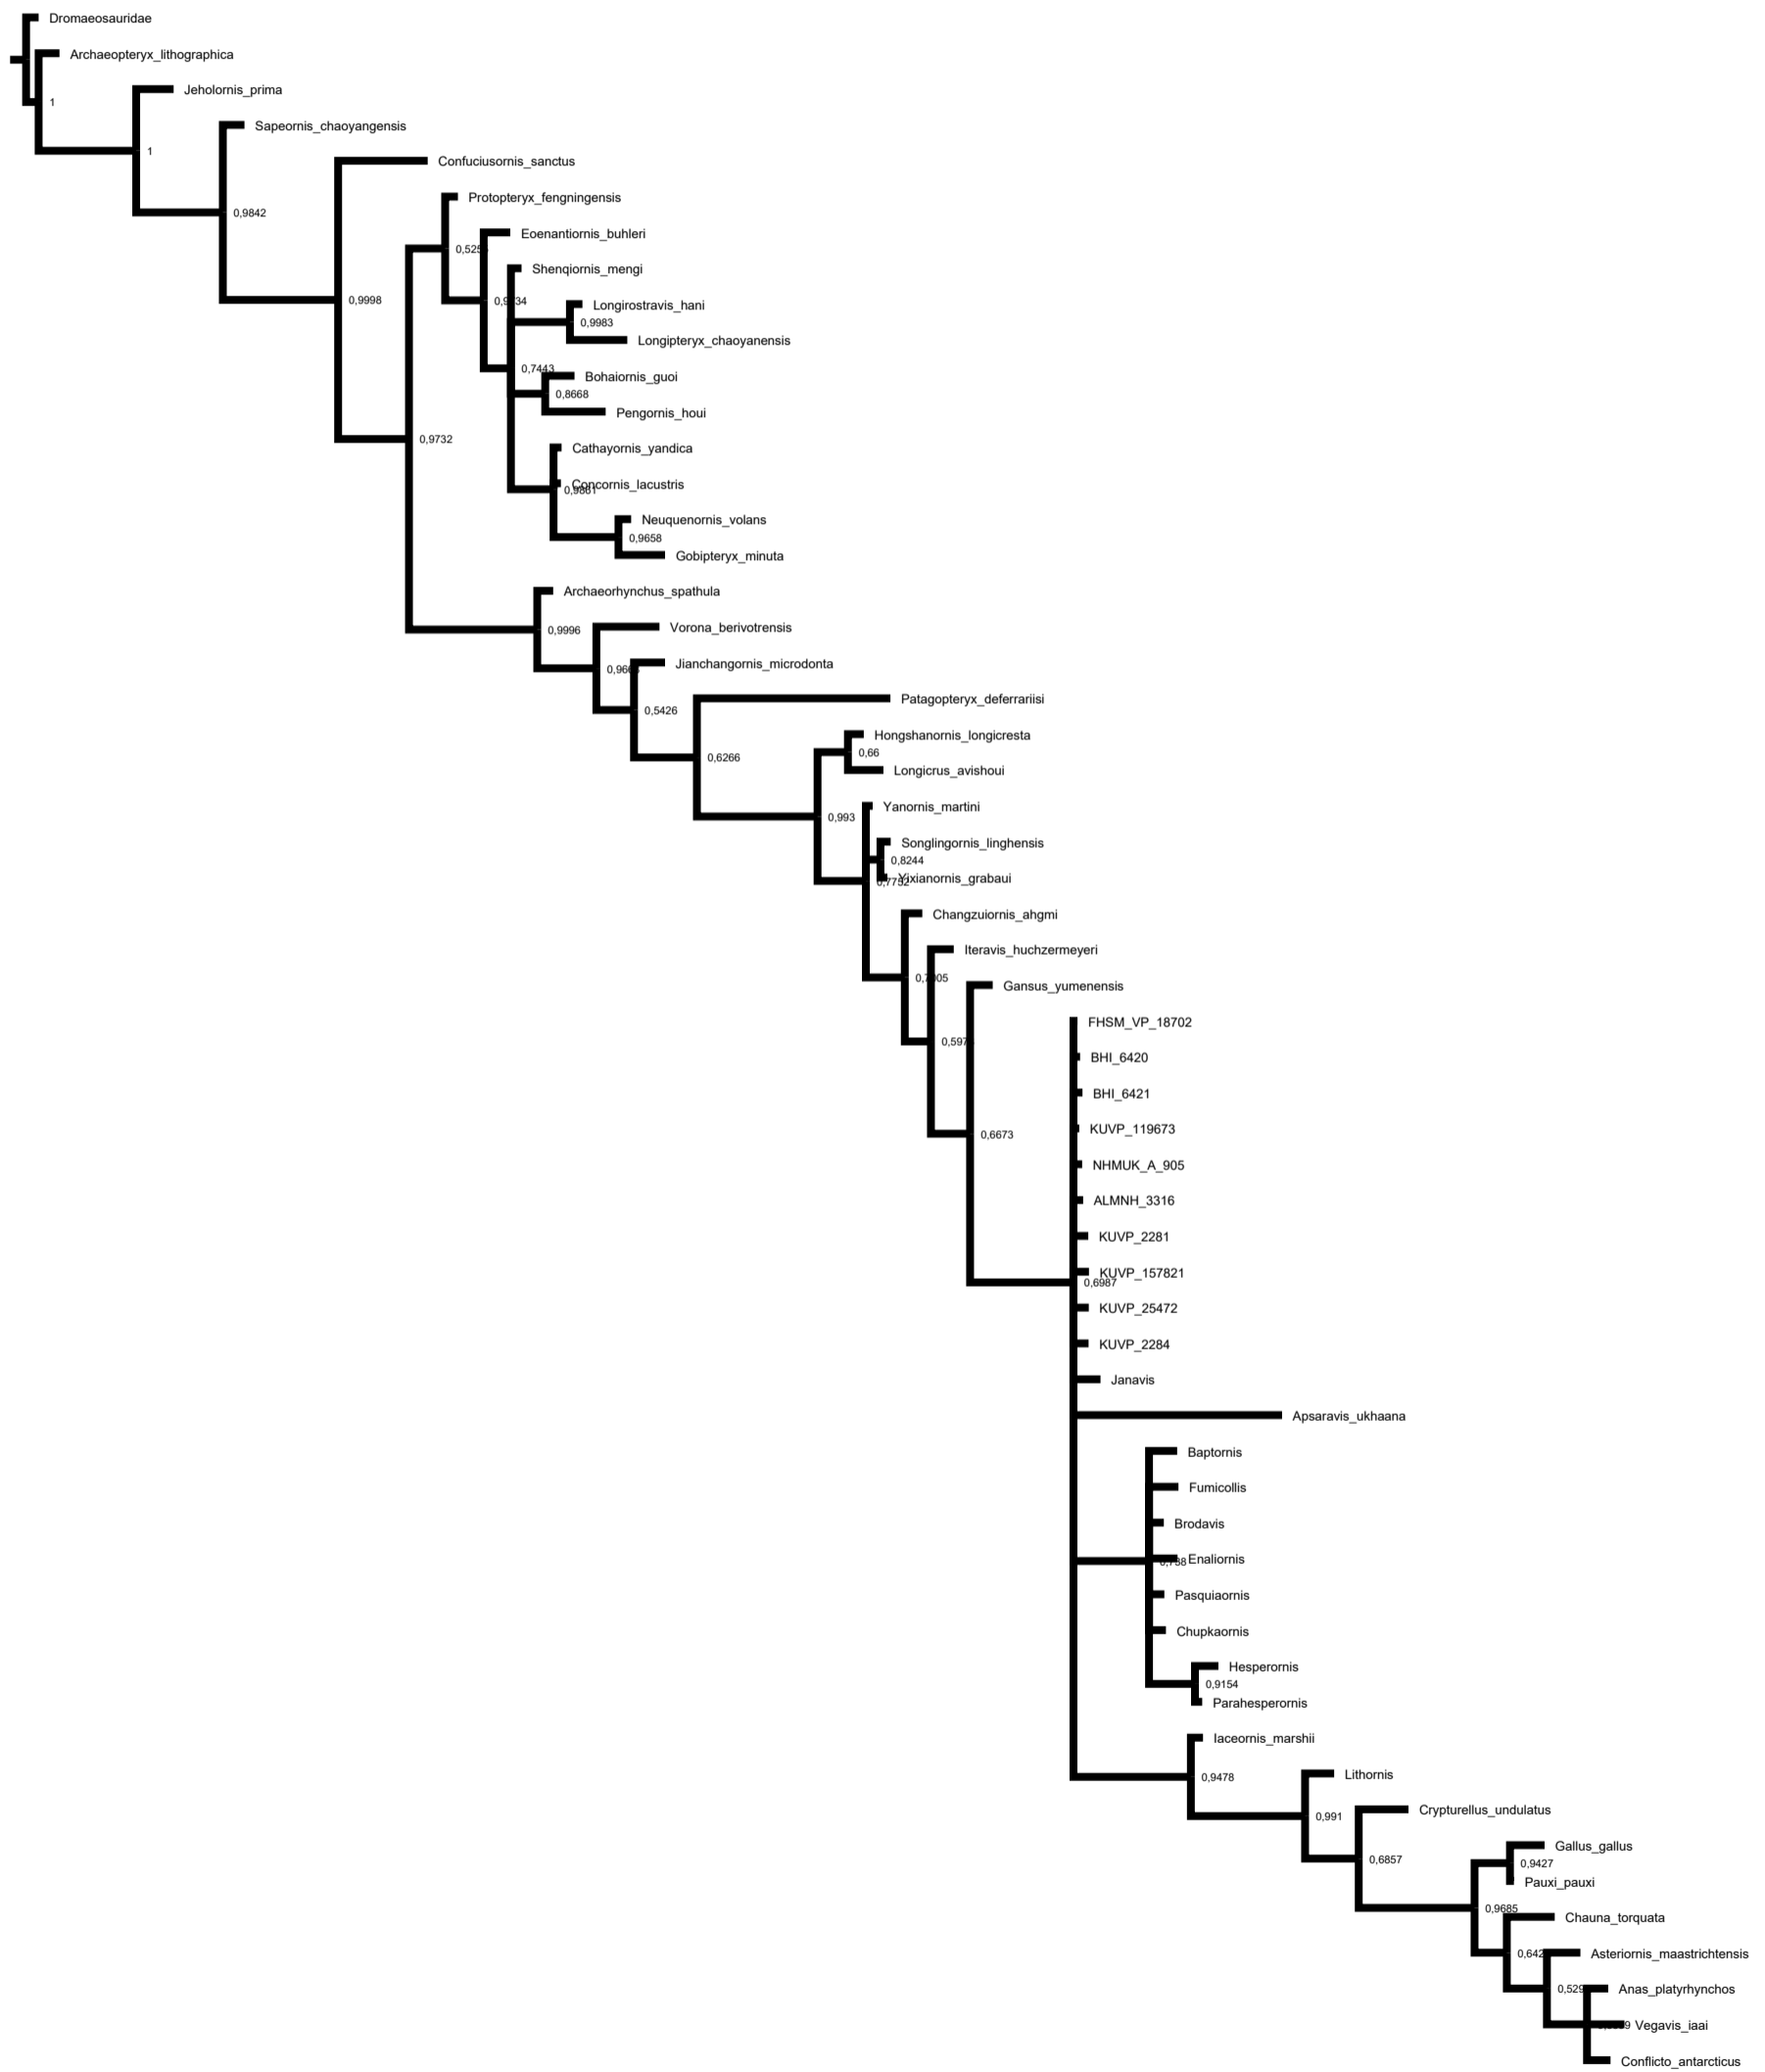 Dromaeosauridae
Archaeopteryx_lithographica
Jeholornis_prima
1
Sapeornis_chaoyangensis
1
Confuciusornis_sanctus
Protopteryx_fengningensis
0,9842
Eoenantiornis_buhleri
Shenqiornis_mengi
0,9998
Longirostravis_hani
0,9983
Longipteryx_chaoyanensis
0,7443
Bohaiornis_guoi
0,8668
Pengornis_houi
0,9732
Cathayornis_yandica
Concornis_lacustris
Neuquenornis_volans
0,9658
Gobipteryx_minuta
Archaeorhynchus_spathula
Vorona_berivotrensis
0,9996
Jianchangornis_microdonta
Patagopteryx_deferrariisi
0,5426
Hongshanornis_longicresta
0,66
0,6266
Longicrus_avishoui
Yanornis_martini
0,993
Songlingornis_linghensis
0,8244
Yixianornis_grabaui
Changzuiornis_ahgmi
Iteravis_huchzermeyeri
Gansus_yumenensis
FHSM_VP_18702
BHI_6420
BHI_6421
KUVP_119673
0,6673
NHMUK_A_905
ALMNH_3316
KUVP_2281
KUVP_157821
0,6987
KUVP_25472
KUVP_2284
Janavis
Apsaravis_ukhaana
Baptornis
Fumicollis
Brodavis
Enaliornis
Pasquiaornis
Chupkaornis
Hesperornis
0,9154
Parahesperornis
Iaceornis_marshii
Lithornis
0,9478
Crypturellus_undulatus
0,991
Gallus_gallus
0,6857
0,9427
Pauxi_pauxi
0,9685
Chauna_torquata
Asteriornis_maastrichtensis
Anas_platyrhynchos
Vegavis_iaai
Conflicto_antarcticus